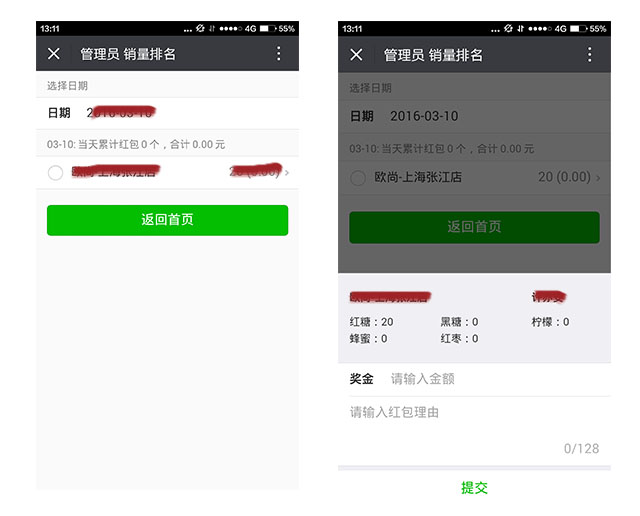 13:11 ... 4G 55%
管理员 销量排名
选择日期
日期
03-10: 当天累计红包 0 个，合计 0.00 元
返回首页
13:11 ... 4G 55%
管理员 销量排名
选择日期
日期 2016-03-10
03-10: 当天累计红包 0 个，合计 0.00 元
欧尚-上海张江店 20 (0.00) >
返回首页
红糖：20 黑糖：0 柠檬：0
蜂蜜：0 红枣：0
奖金 请输入金额
请输入红包理由
0/128
提交